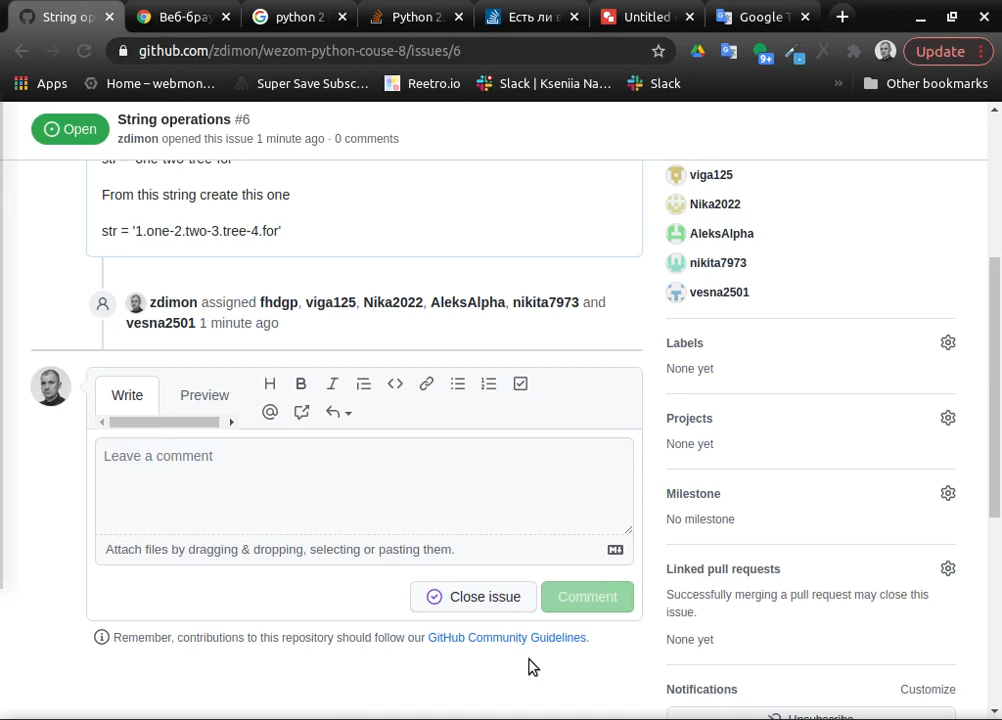 String op
Веб-бра
python 2
Python 2.
Есть ли в
Untitled
Google T
github.com/zdimon/wezom-python-couse-8/issues/6
9+
Update
Apps
Home – webmon...
Super Save Subsc...
Reetro.io
Slack | Kseniia Na...
Slack
»
Other bookmarks
Open
String operations #6
zdimon opened this issue 1 minute ago · 0 comments
From this string create this one
str = '1.one-2.two-3.tree-4.for'
zdimon assigned fhdgp, viga125, Nika2022, AleksAlpha, nikita7973 and
vesna2501 1 minute ago
Write
Preview
Leave a comment
Attach files by dragging & dropping, selecting or pasting them.
Close issue
Comment
Remember, contributions to this repository should follow our GitHub Community Guidelines.
viga125
Nika2022
AleksAlpha
nikita7973
vesna2501
Labels
None yet
Projects
None yet
Milestone
No milestone
Linked pull requests
Successfully merging a pull request may close this
issue.
None yet
Notifications
Customize
Unsubscribe